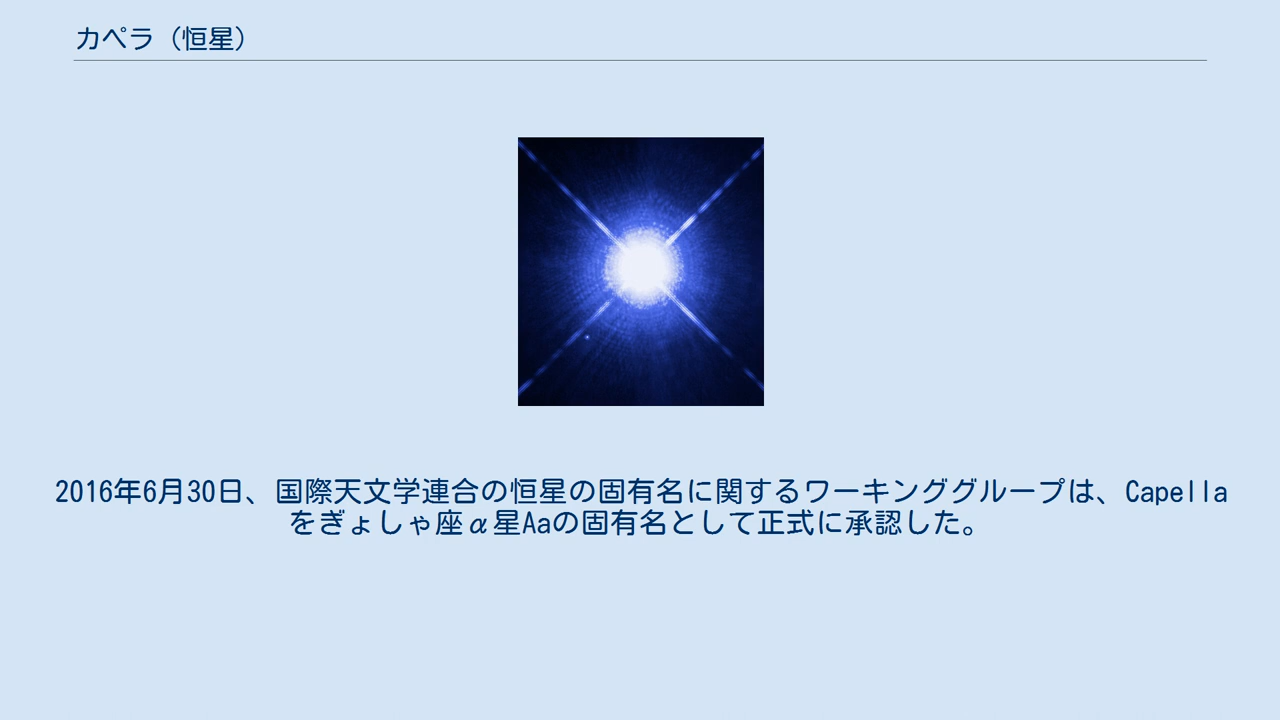 カペラ（恒星）
2016年6月30日、国際天文学連合の恒星の固有名に関するワーキンググループは、Capella
をぎょしゃ座α星Aaの固有名として正式に承認した。